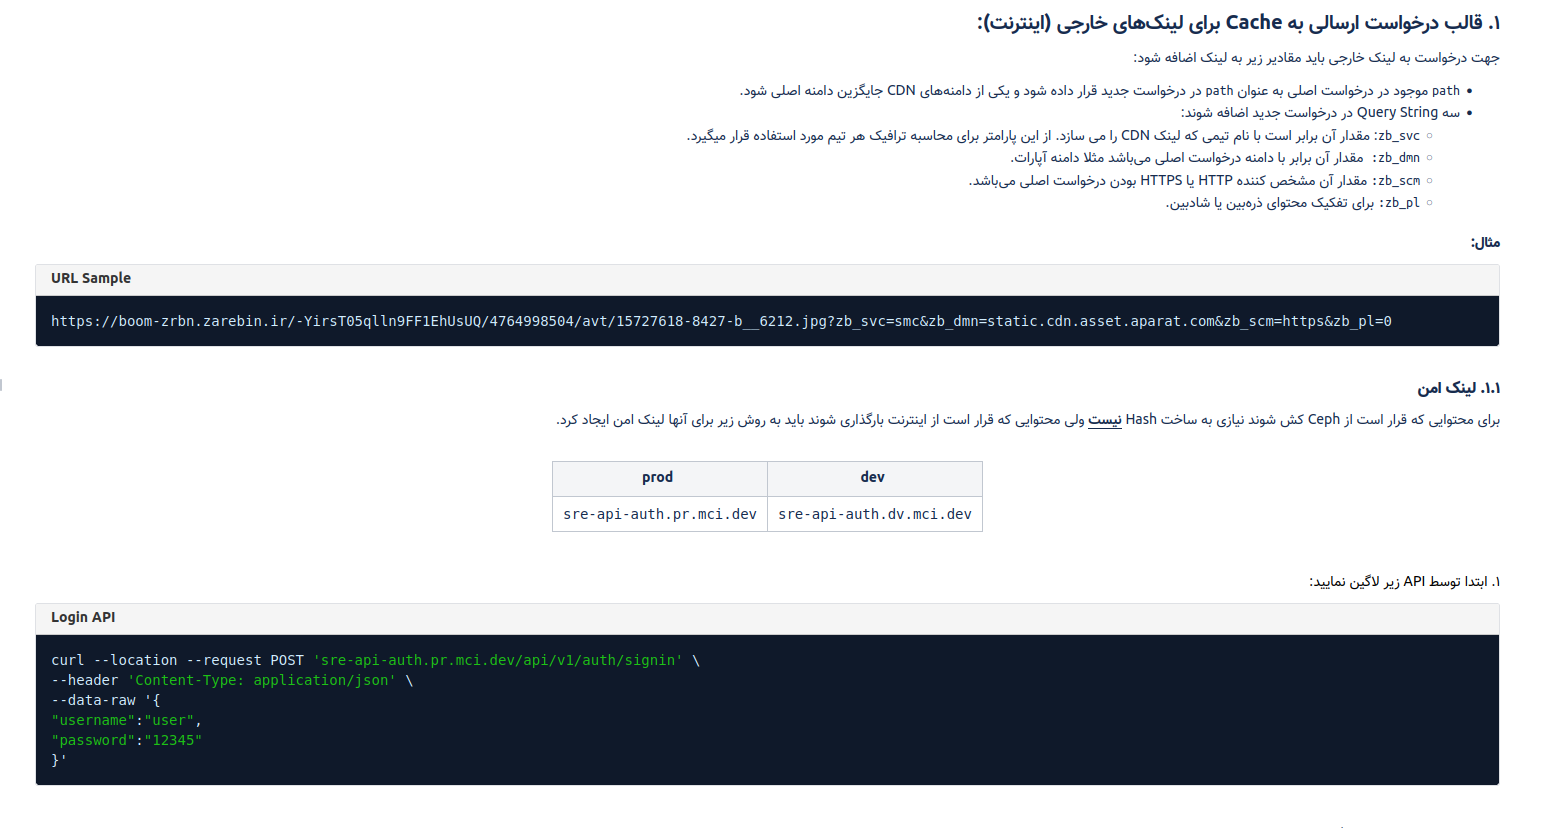 ۱. قالب درخواست ارسالی به Cache برای لینک‌های خارجی (اینترنت):
جهت درخواست به لینک خارجی باید مقادیر زیر به لینک اضافه شود:
• path موجود در درخواست اصلی به عنوان path در درخواست جدید قرار داده شود و یکی از دامنه‌های CDN جایگزین دامنه اصلی شود.
• سه Query String در درخواست جدید اضافه شوند:
○ zb_svc: مقدار آن برابر است با نام تیمی که لینک CDN را می سازد. از این پارامتر برای محاسبه ترافیک هر تیم مورد استفاده قرار میگیرد.
○ zb_dmn: مقدار آن برابر با دامنه درخواست اصلی می‌باشد مثلا دامنه آپارات.
○ zb_scm: مقدار آن مشخص کننده HTTP یا HTTPS بودن درخواست اصلی می‌باشد.
○ zb_pl: برای تفکیک محتوای ذره‌بین یا شادبین.
مثال:
URL Sample
https://boom-zrbn.zarebin.ir/-YirsT05qlln9FF1EhUsUQ/4764998504/avt/15727618-8427-b__6212.jpg?zb_svc=smc&zb_dmn=static.cdn.asset.aparat.com&zb_scm=https&zb_pl=0
۱.۱. لینک امن
برای محتوایی که قرار است از Ceph کش شوند نیازی به ساخت Hash نیست ولی محتوایی که قرار است از اینترنت بارگذاری شوند باید به روش زیر برای آنها لینک امن ایجاد کرد.
prod dev
sre-api-auth.pr.mci.dev sre-api-auth.dv.mci.dev
۱. ابتدا توسط API زیر لاگین نمایید:
Login API
curl --location --request POST 'sre-api-auth.pr.mci.dev/api/v1/auth/signin' \
--header 'Content-Type: application/json' \
--data-raw '{
"username":"user",
"password":"12345"
}'